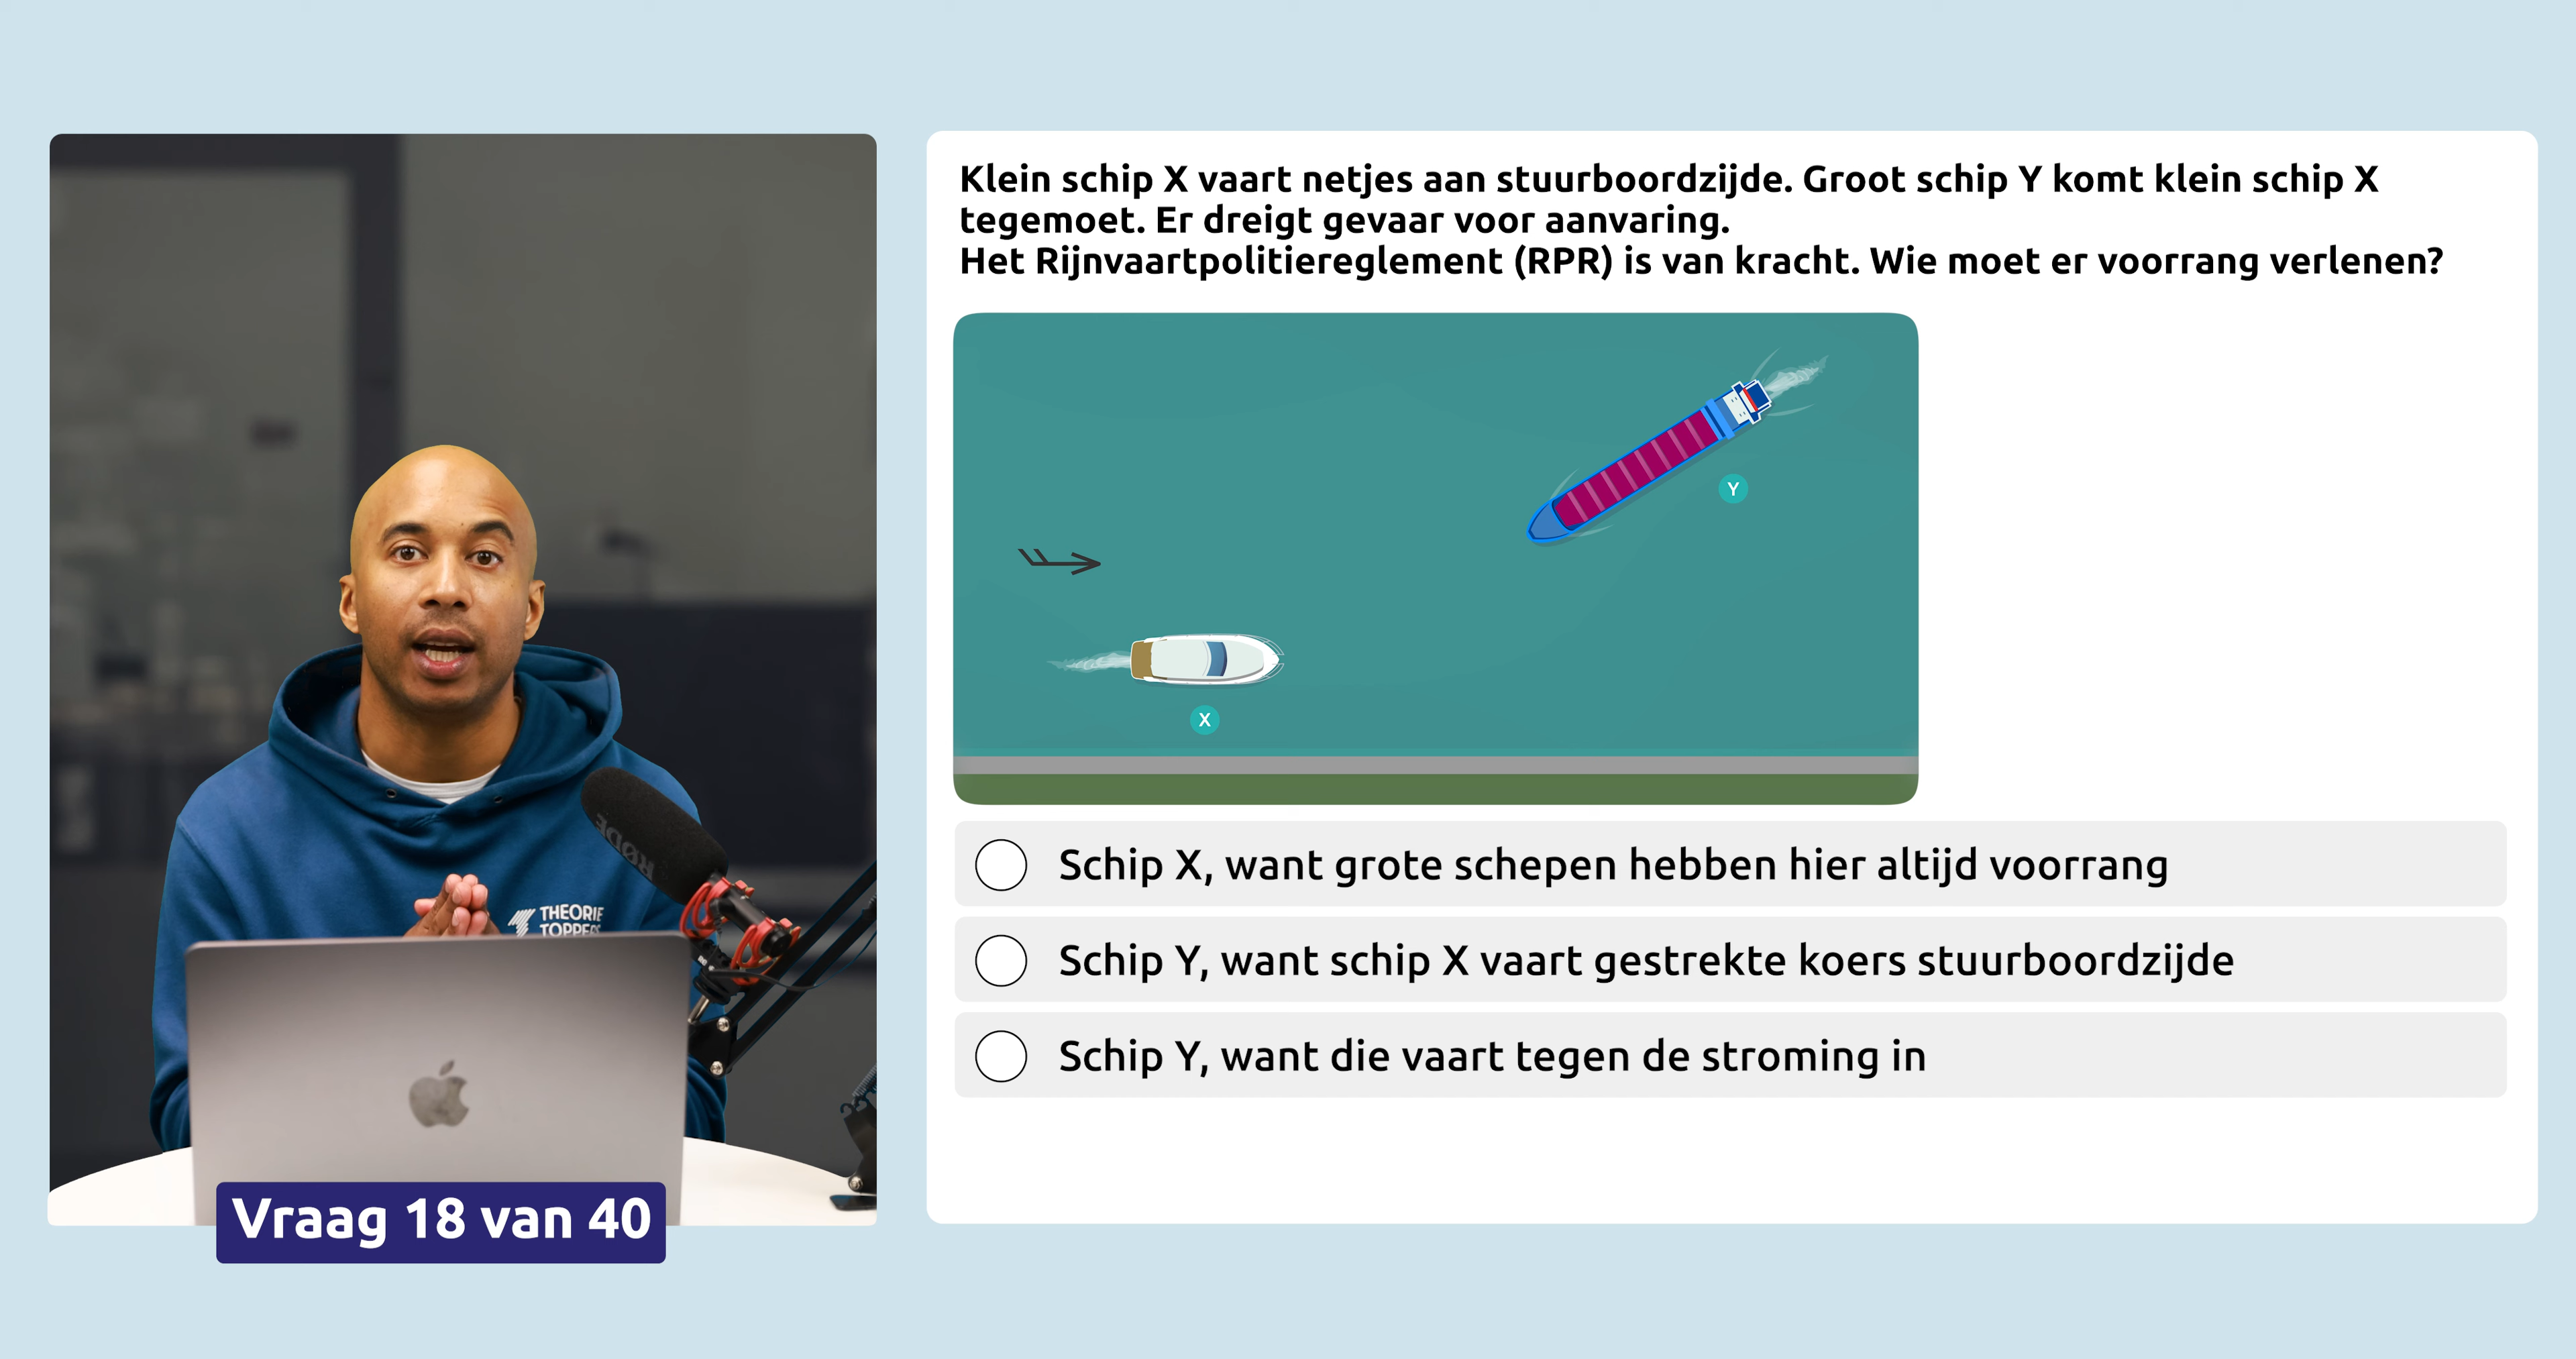 Klein schip X vaart netjes aan stuurboordzijde. Groot schip Y komt klein schip X
tegemoet. Er dreigt gevaar voor aanvaring.
Het Rijnvaartpolitiereglement (RPR) is van kracht. Wie moet er voorrang verlenen?
Y
X
Schip X, want grote schepen hebben hier altijd voorrang
Schip Y, want schip X vaart gestrekte koers stuurboordzijde
Schip Y, want die vaart tegen de stroming in
RØDE
THEORIE
TOPPERS
Vraag 18 van 40